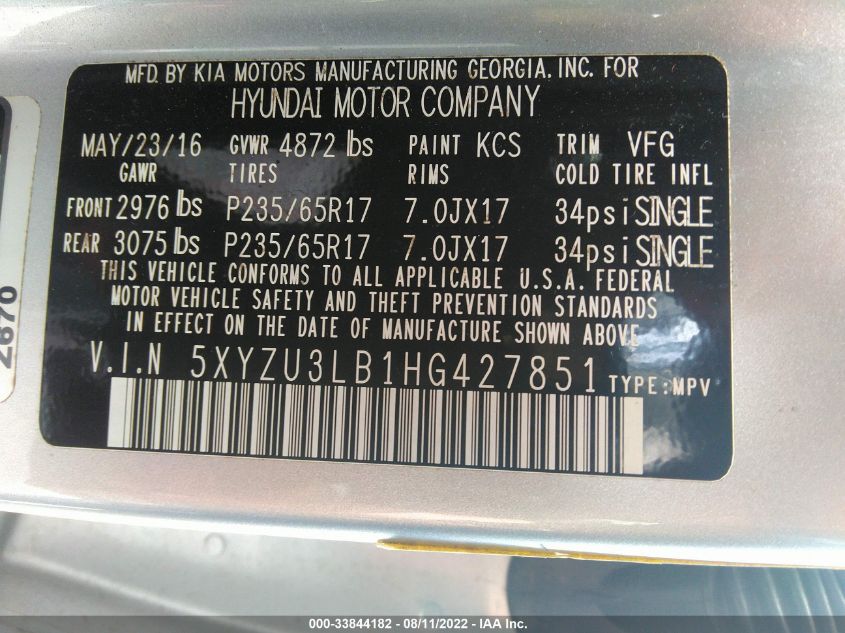 MFD. BY KIA MOTORS MANUFACTURING GEORGIA, INC. FOR
HYUNDAI MOTOR COMPANY
MAY/23/16 GVWR 4872 lbs PAINT KCS TRIM VFG
GAWR TIRES RIMS COLD TIRE INFL
FRONT 2976 lbs P235/65R17 7.0JX17 34psi SINGLE
REAR 3075 lbs P235/65R17 7.0JX17 34psi SINGLE
THIS VEHICLE CONFORMS TO ALL APPLICABLE U.S.A. FEDERAL
MOTOR VEHICLE SAFETY AND THEFT PREVENTION STANDARDS
IN EFFECT ON THE DATE OF MANUFACTURE SHOWN ABOVE
V.I.N 5XYZU3LB1HG427851 TYPE:MPV
2670
000-33844182 - 08/11/2022 - IAA Inc.